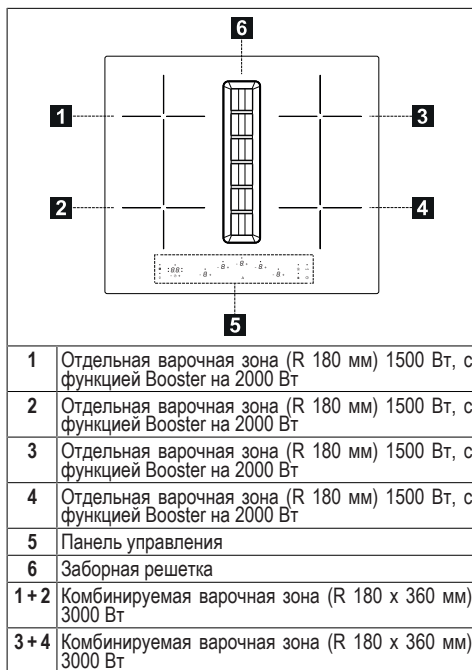 6
1
3
2
4
5
1 Отдельная варочная зона (R 180 мм) 1500 Вт, с
функцией Booster на 2000 Вт
2 Отдельная варочная зона (R 180 мм) 1500 Вт, с
функцией Booster на 2000 Вт
3 Отдельная варочная зона (R 180 мм) 1500 Вт, с
функцией Booster на 2000 Вт
4 Отдельная варочная зона (R 180 мм) 1500 Вт, с
функцией Booster на 2000 Вт
5 Панель управления
6 Заборная решетка
1+2 Комбинируемая варочная зона (R 180 x 360 мм)
3000 Вт
3+4 Комбинируемая варочная зона (R 180 x 360 мм)
3000 Вт